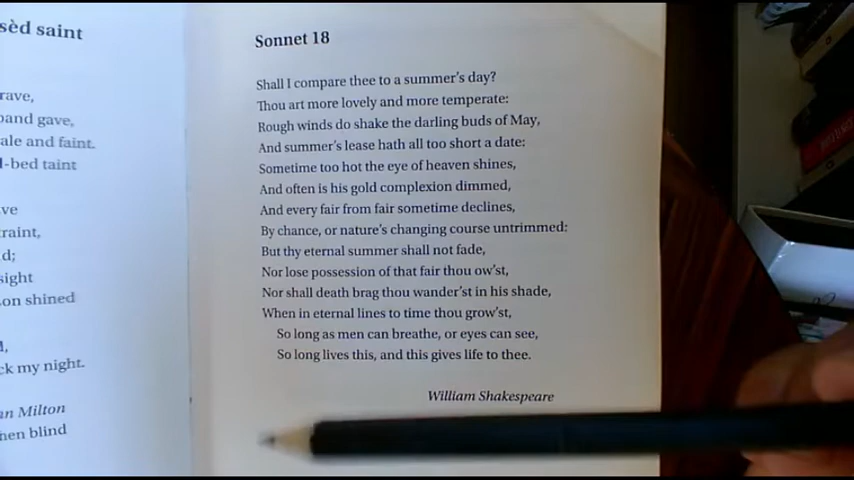 sèd saint
rave,
band gave,
ale and faint.
l-bed taint
ve
raint,
d;
sight
on shined
ck my night.
an Milton
hen blind
Sonnet 18
Shall I compare thee to a summer's day?
Thou art more lovely and more temperate:
Rough winds do shake the darling buds of May,
And summer's lease hath all too short a date:
Sometime too hot the eye of heaven shines,
And often is his gold complexion dimmed,
And every fair from fair sometime declines,
By chance, or nature's changing course untrimmed:
But thy eternal summer shall not fade,
Nor lose possession of that fair thou ow'st,
Nor shall death brag thou wander'st in his shade,
When in eternal lines to time thou grow'st,
So long as men can breathe, or eyes can see,
So long lives this, and this gives life to thee.
William Shakespeare